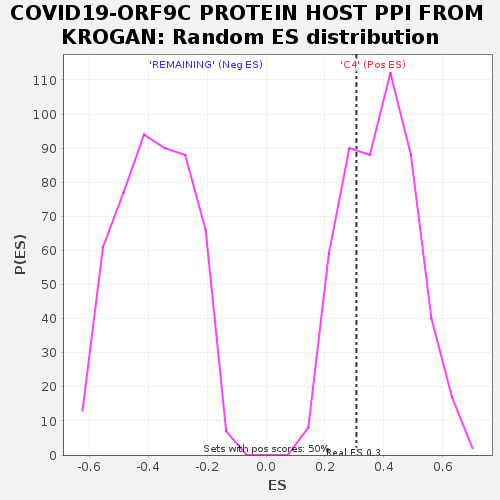 COVID19-ORF9C PROTEIN HOST PPI FROM
KROGAN: Random ES distribution
'REMAINING' (Neg ES)
'C4' (Pos ES)
110
100
90
80
70
60
50
40
30
20
10
0
P(ES)
Sets with pos scores: 50%
Real ES 0.3
-0.6
-0.4
-0.2
0.0
0.2
0.4
0.6
ES